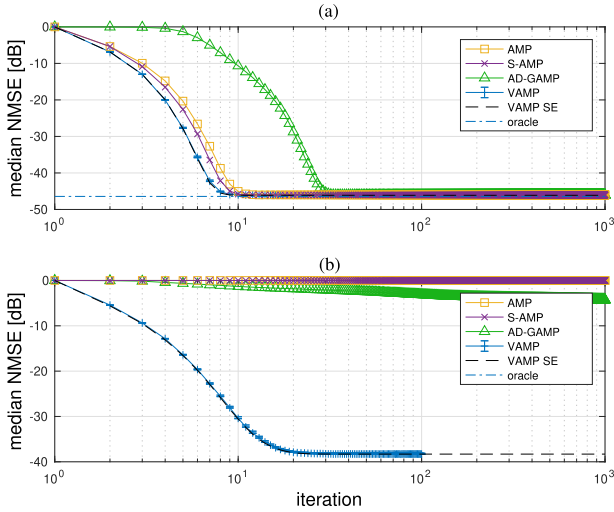 (a)
0
-10
-20
-30
-40
-50
median NMSE [dB]
AMP
S-AMP
AD-GAMP
VAMP
VAMP SE
oracle
10^0
10^1
10^2
10^3
(b)
0
-10
-20
-30
-40
median NMSE [dB]
AMP
S-AMP
AD-GAMP
VAMP
VAMP SE
oracle
10^0
10^1
10^2
10^3
iteration